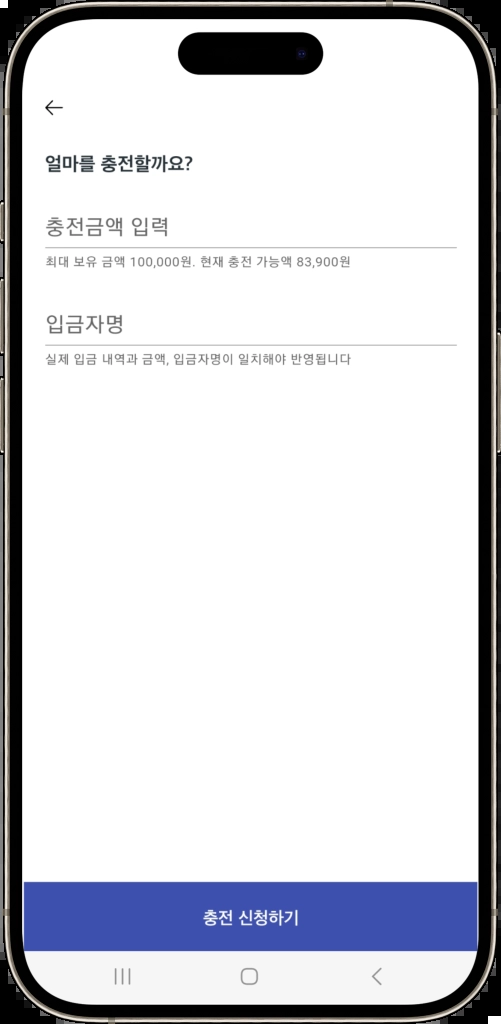 얼마를 충전할까요?
충전금액 입력
최대 보유 금액 100,000원. 현재 충전 가능액 83,900원
입금자명
실제 입금 내역과 금액, 입금자명이 일치해야 반영됩니다
충전 신청하기